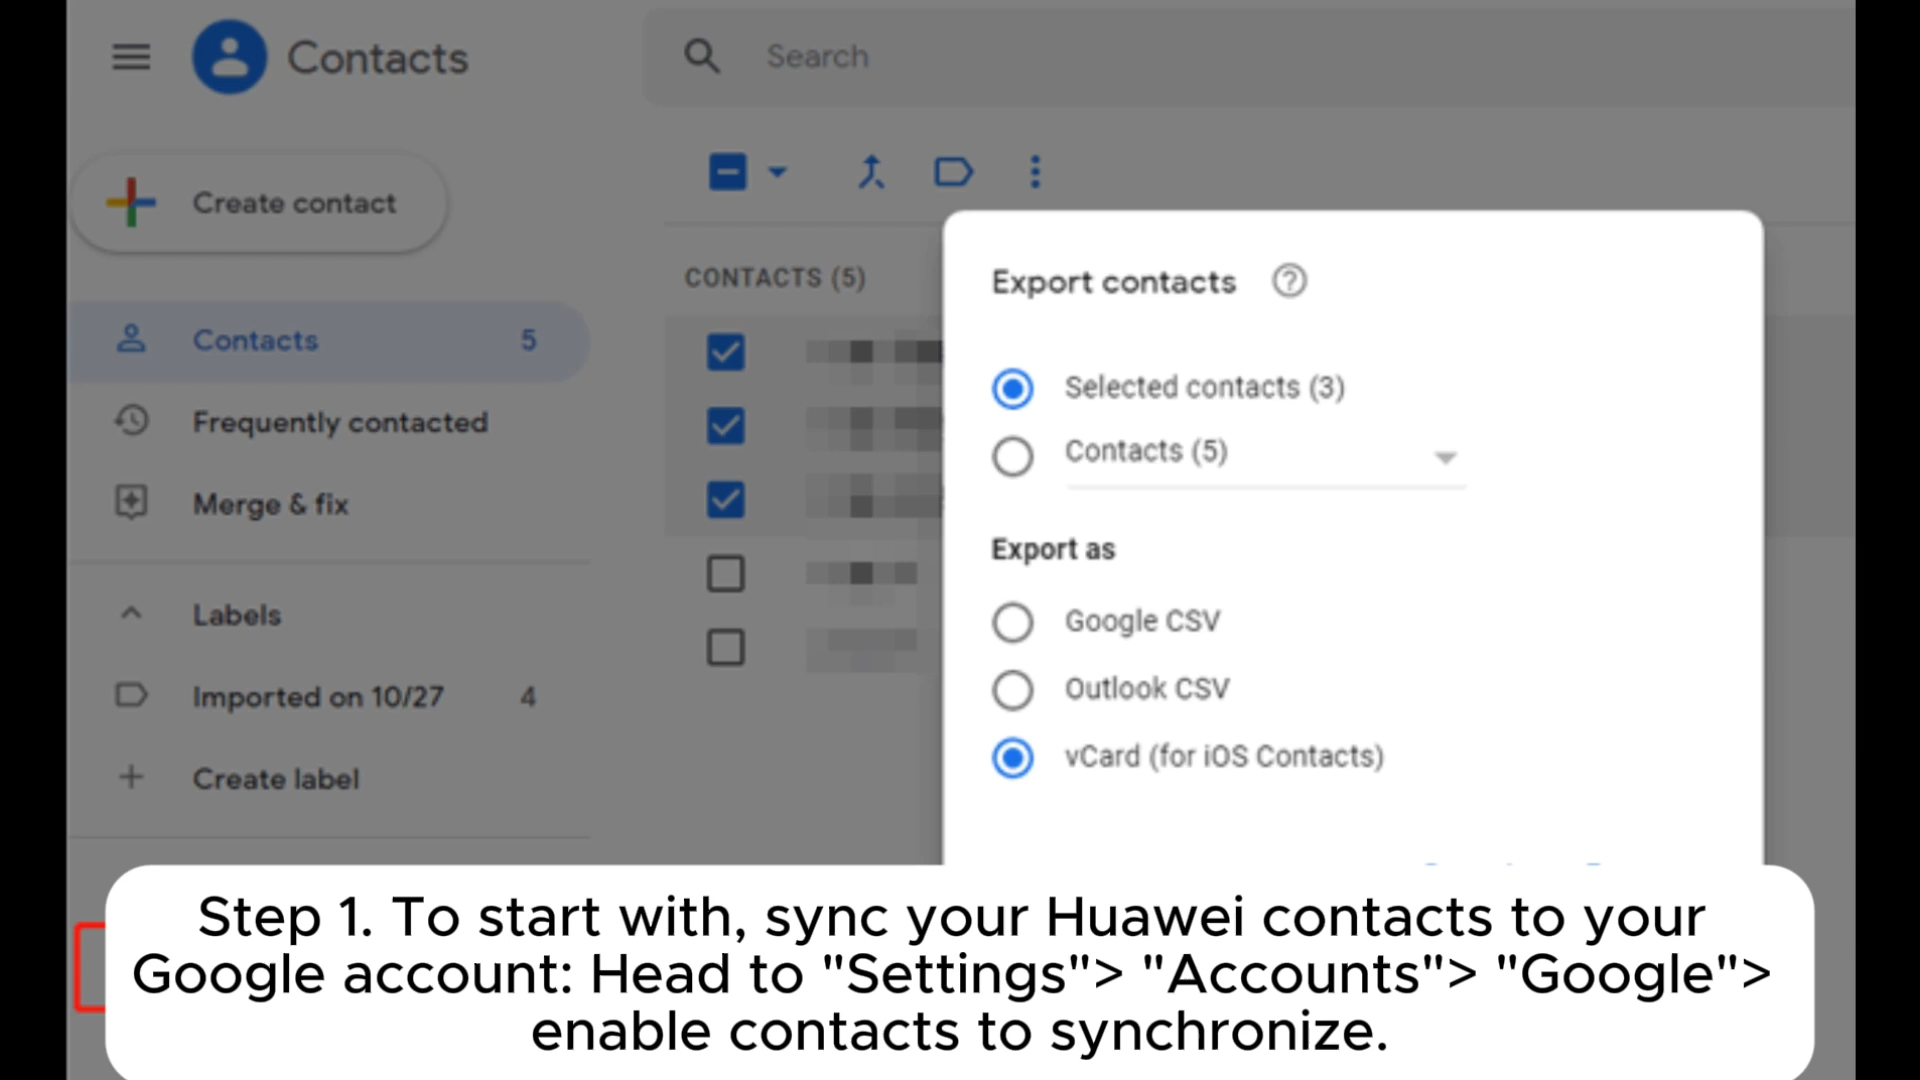 Contacts
Search
Create contact
CONTACTS (5)
Contacts 5
Frequently contacted
Merge & fix
Labels
Imported on 10/27 4
Create label
Export contacts
Selected contacts (3)
Contacts (5)
Export as
Google CSV
Outlook CSV
vCard (for iOS Contacts)
Step 1. To start with, sync your Huawei contacts to your
Google account: Head to "Settings"> "Accounts"> "Google">
enable contacts to synchronize.